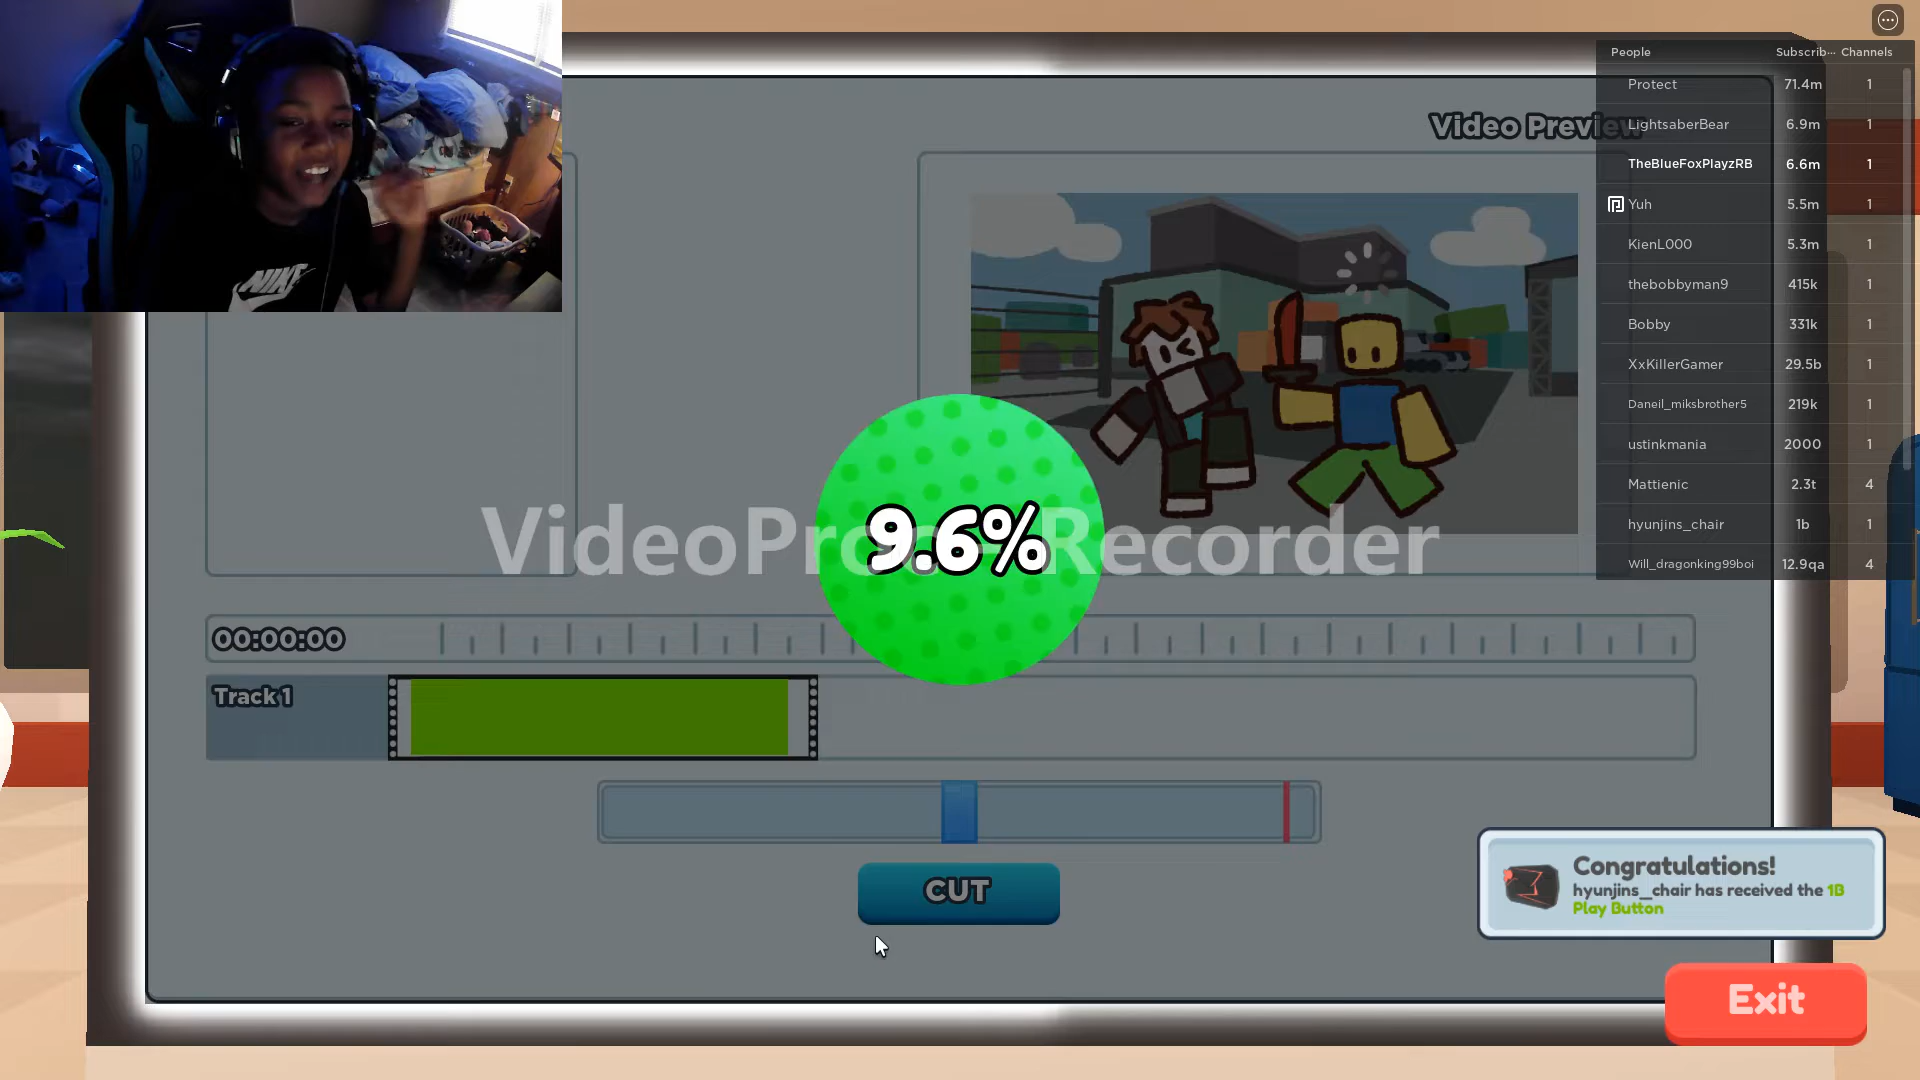 People Subscrib··· Channels
Protect 71.4m 1
Video Preview
LightsaberBear 6.9m 1
TheBlueFoxPlayzRB 6.6m 1
Yuh 5.5m 1
KienL000 5.3m 1
thebobbyman9 415k 1
Bobby 331k 1
XxKillerGamer 29.5b 1
Daneil_miksbrother5 219k 1
ustinkmania 2000 1
Mattienic 2.3t 4
hyunjins_chair 1b 1
Will_dragonking99boi 12.9qa 4
NIKE
9.6%
VideoProc Recorder
00:00:00
Track 1
CUT
Congratulations!
hyunjins_chair has received the 1B
Play Button
Exit